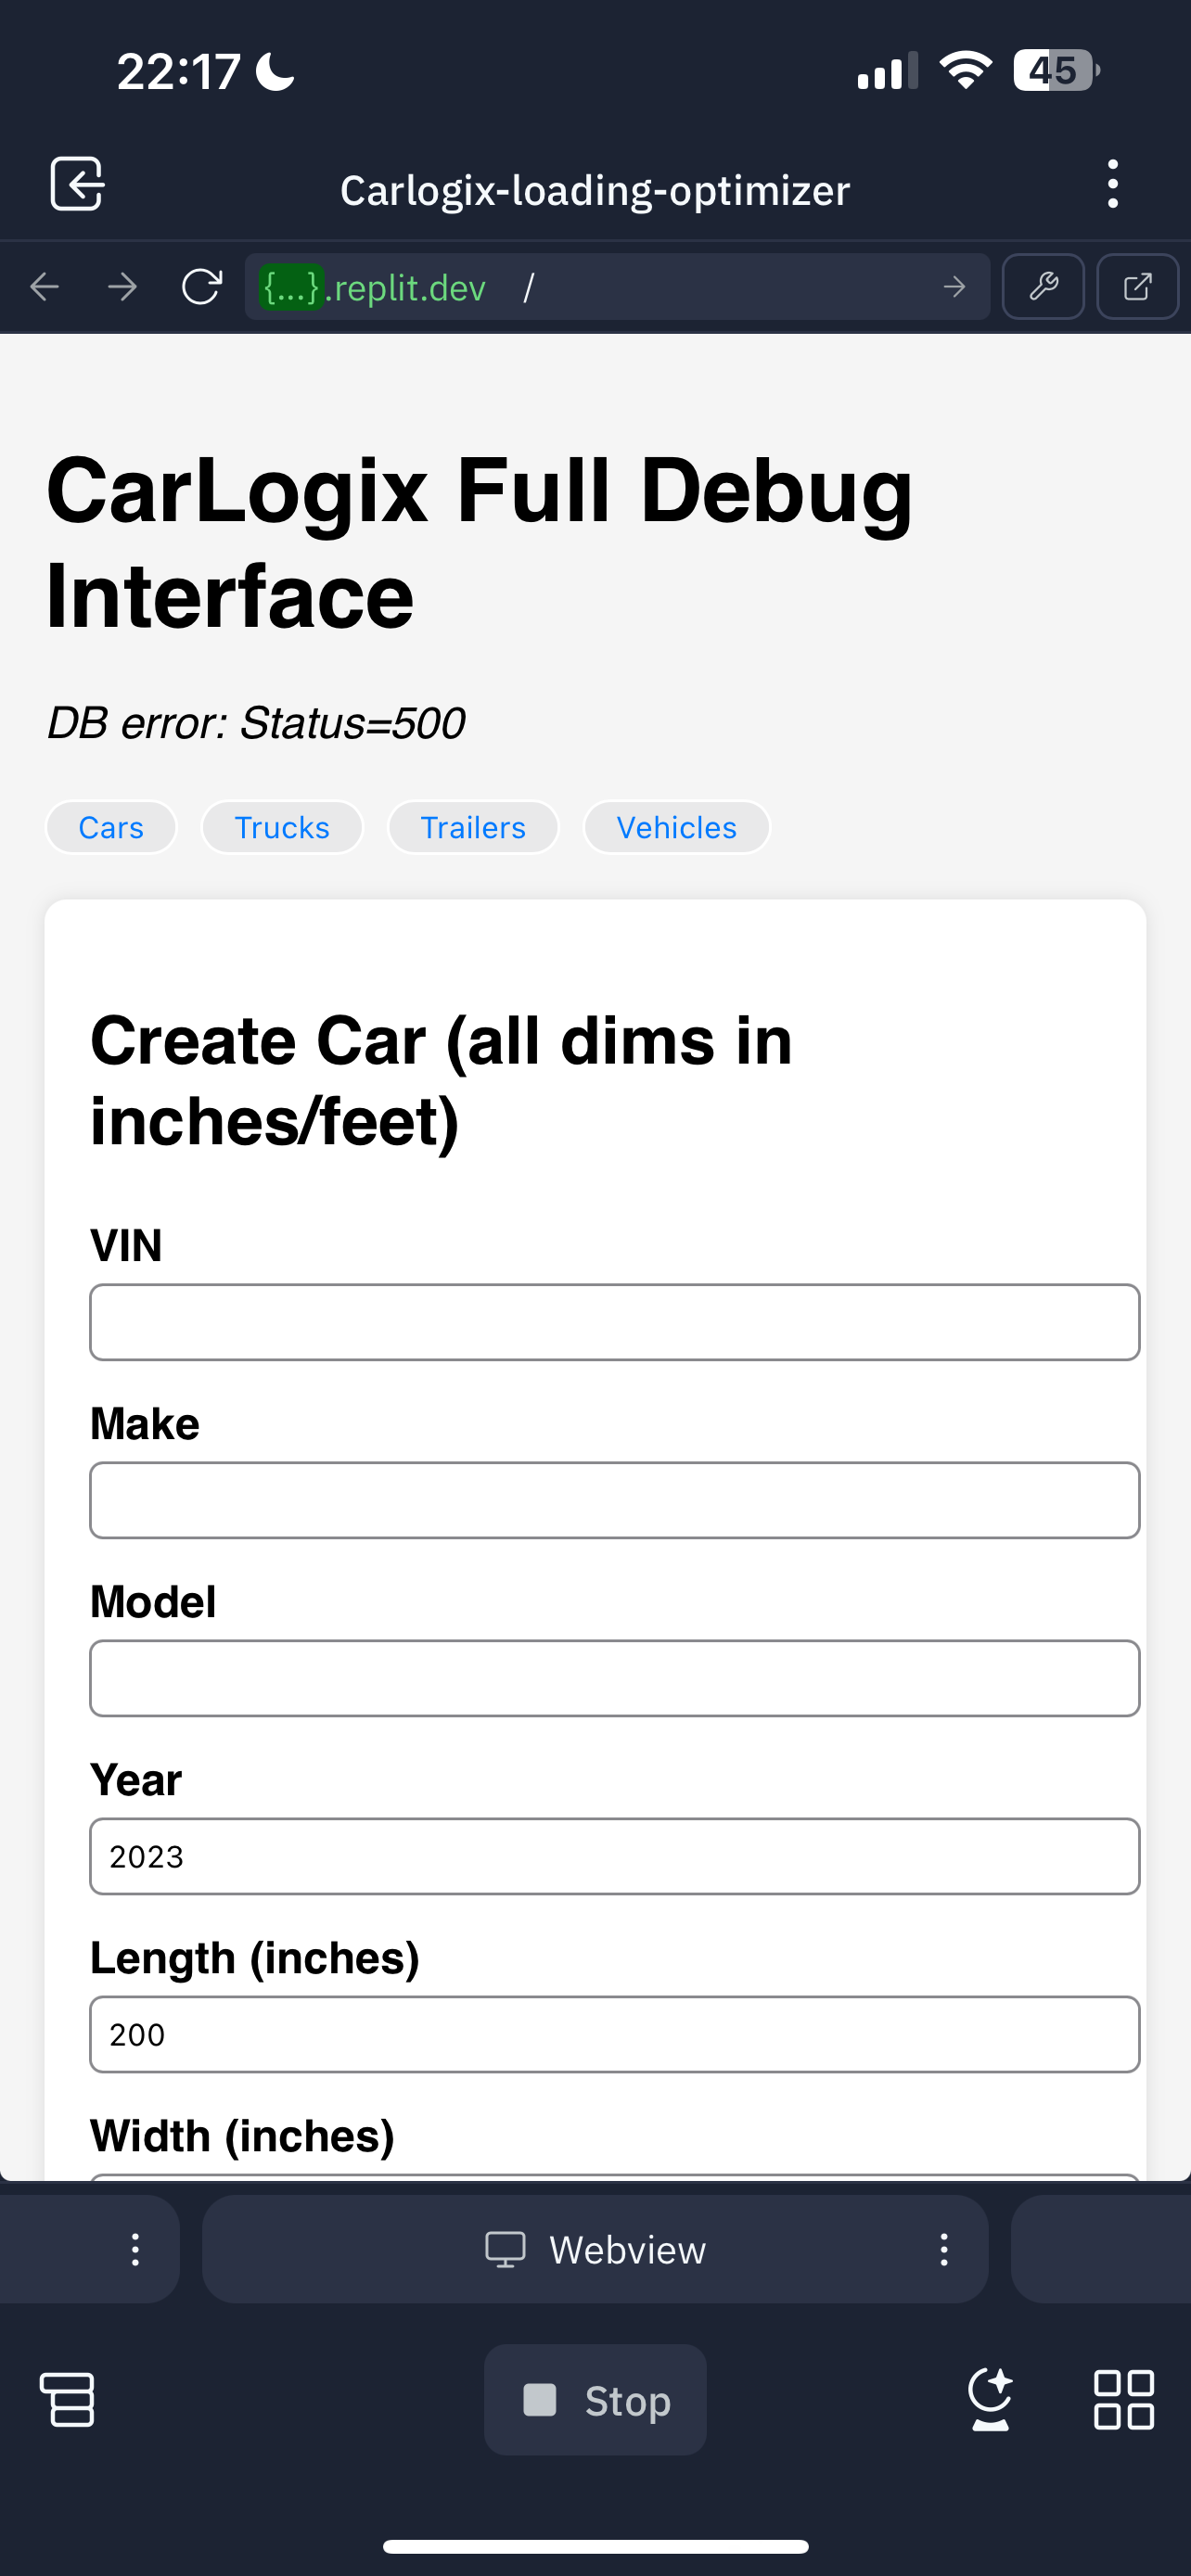 22:17
45
Carlogix-loading-optimizer
{...}.replit.dev /
CarLogix Full Debug
Interface
DB error: Status=500
Cars Trucks Trailers Vehicles
Create Car (all dims in
inches/feet)
VIN
Make
Model
Year
2023
Length (inches)
200
Width (inches)
Webview
Stop